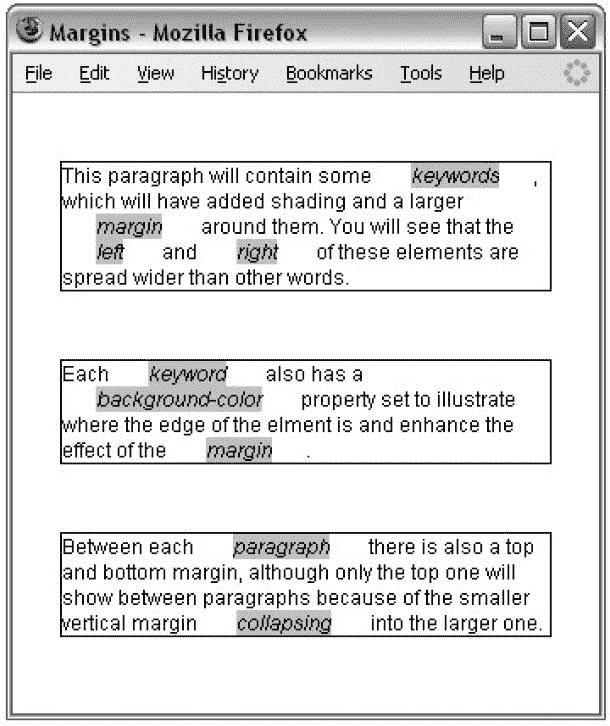 Margins - Mozilla Firefox
File Edit View History Bookmarks Tools Help
This paragraph will contain some keywords ,
which will have added shading and a larger
margin around them. You will see that the
left and right of these elements are
spread wider than other words.
Each keyword also has a
background-color property set to illustrate
where the edge of the elment is and enhance the
effect of the margin .
Between each paragraph there is also a top
and bottom margin, although only the top one will
show between paragraphs because of the smaller
vertical margin collapsing into the larger one.